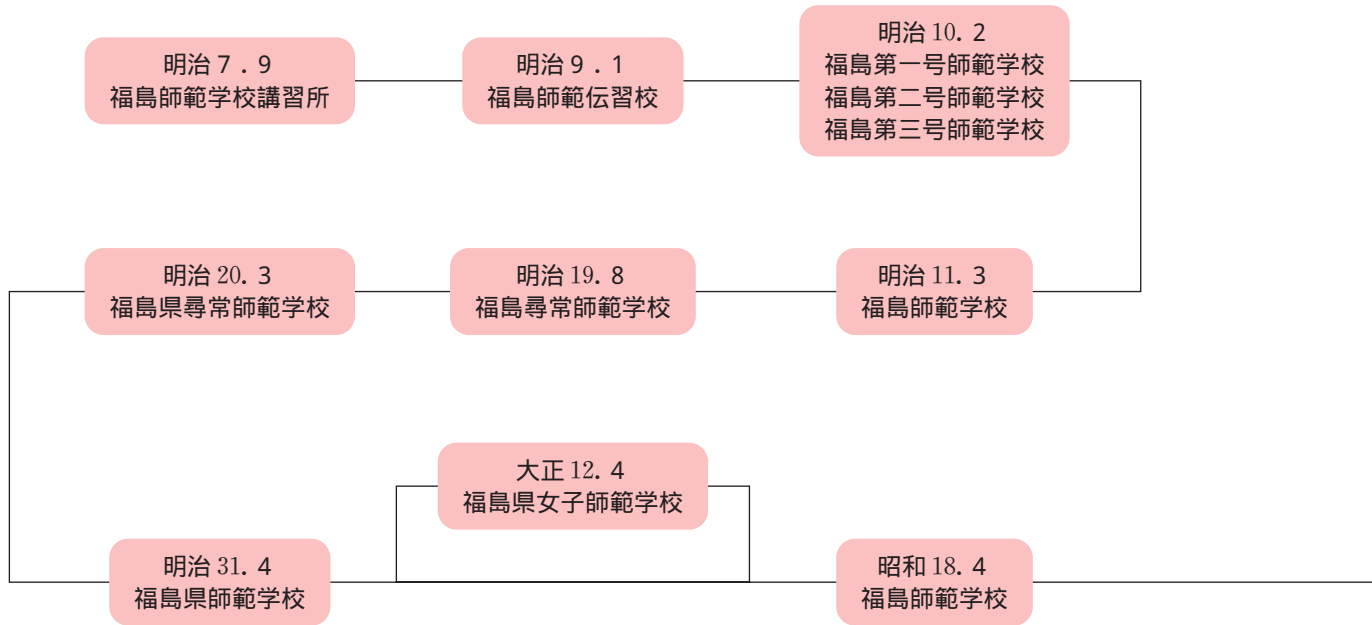 明治７.９
福島師範学校講習所
明治９.１
福島師範伝習校
明治10.２
福島第一号師範学校
福島第二号師範学校
福島第三号師範学校
明治11.３
福島師範学校
明治19.８
福島尋常師範学校
明治20.３
福島県尋常師範学校
明治31.４
福島県師範学校
大正12.４
福島県女子師範学校
昭和18.４
福島師範学校